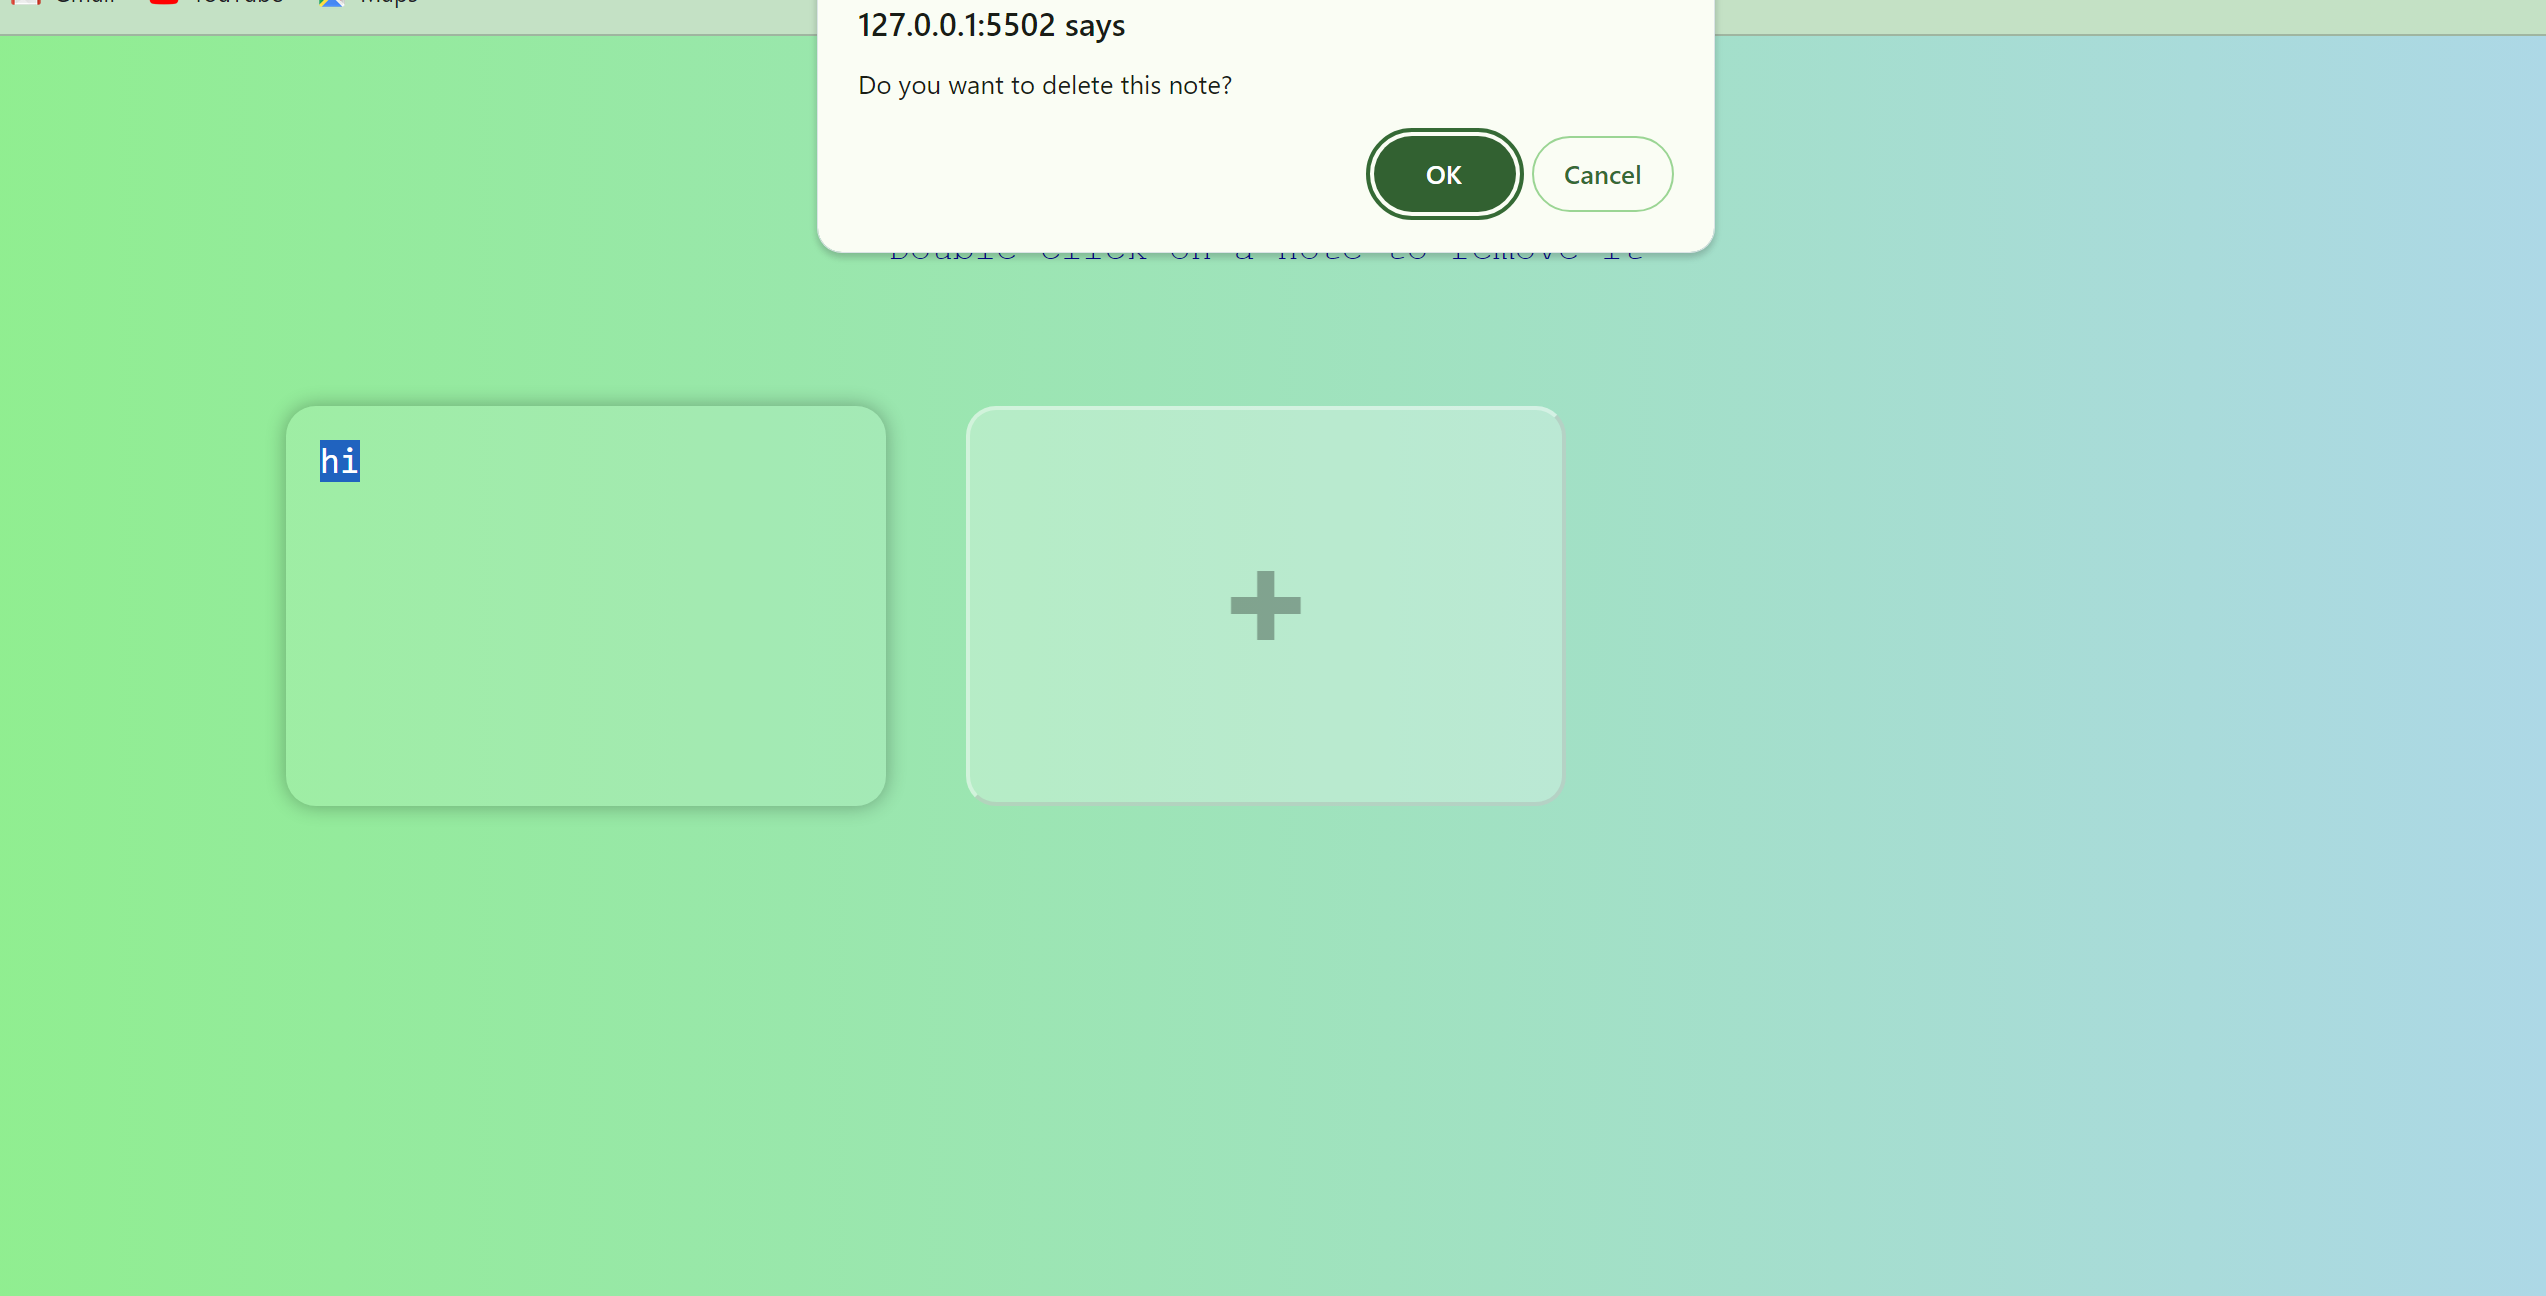 Gmail YouTube Maps
127.0.0.1:5502 says
Do you want to delete this note?
OK Cancel
Double click on a note to remove it
hi